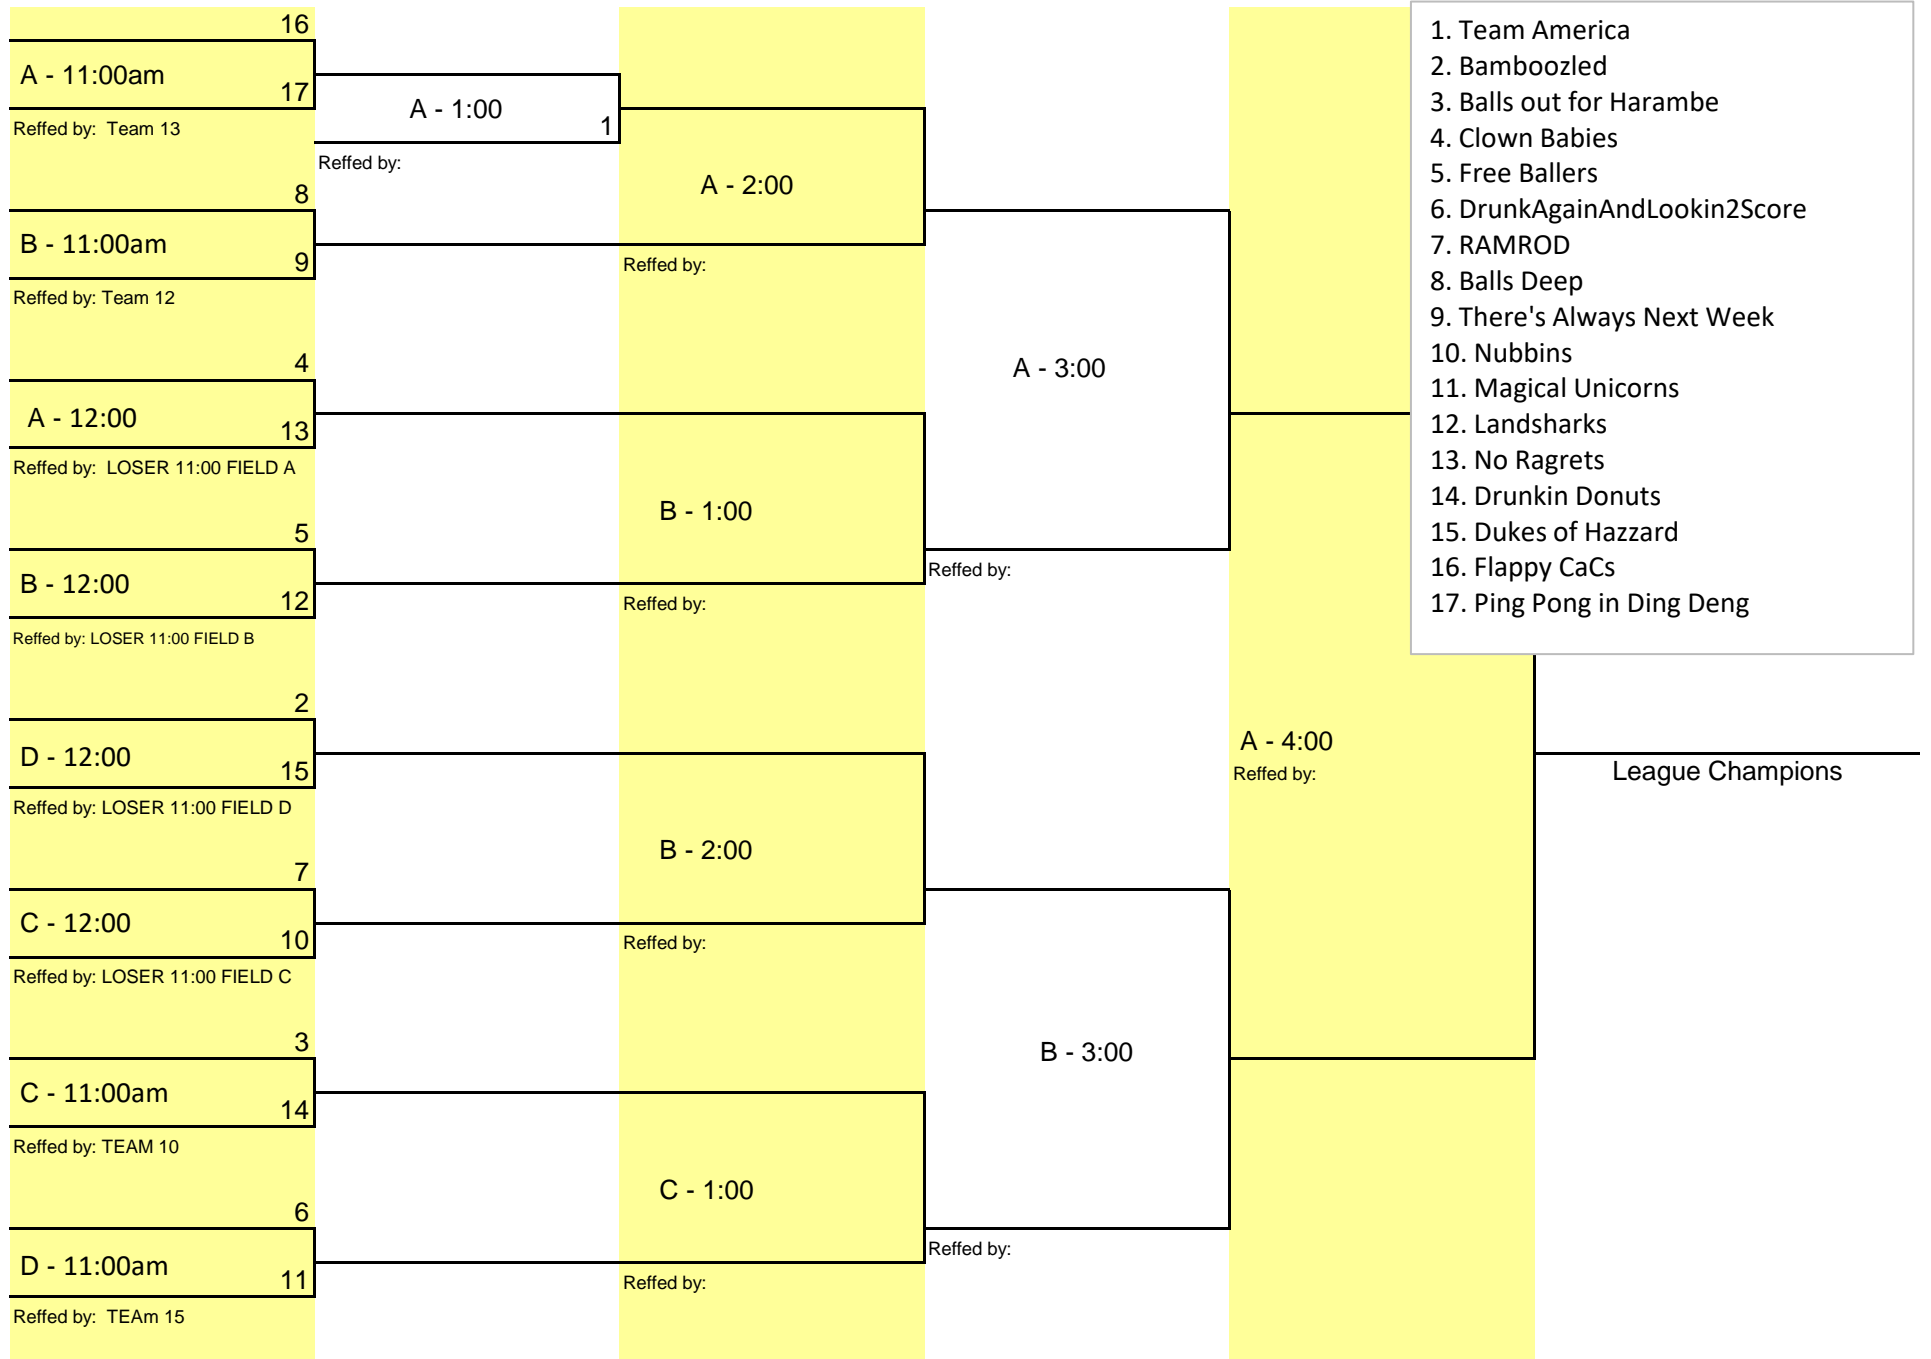 16
A - 11:00am
17
Reffed by:  Team 13
8
B - 11:00am
9
Reffed by: Team 12
4
A - 12:00
13
Reffed by:  LOSER 11:00 FIELD A
5
B - 12:00
12
Reffed by: LOSER 11:00 FIELD B
2
D - 12:00
15
Reffed by: LOSER 11:00 FIELD D
7
C - 12:00
10
Reffed by: LOSER 11:00 FIELD C
3
C - 11:00am
14
Reffed by: TEAM 10
6
D - 11:00am
11
Reffed by:  TEAm 15
A - 1:00
1
Reffed by:
A - 2:00
Reffed by:
B - 1:00
Reffed by:
B - 2:00
Reffed by:
C - 1:00
Reffed by:
A - 3:00
Reffed by:
B - 3:00
Reffed by:
A - 4:00
Reffed by:
League Champions
1. Team America
2. Bamboozled
3. Balls out for Harambe
4. Clown Babies
5. Free Ballers
6. DrunkAgainAndLookin2Score
7. RAMROD
8. Balls Deep
9. There's Always Next Week
10. Nubbins
11. Magical Unicorns
12. Landsharks
13. No Ragrets
14. Drunkin Donuts
15. Dukes of Hazzard
16. Flappy CaCs
17. Ping Pong in Ding Deng